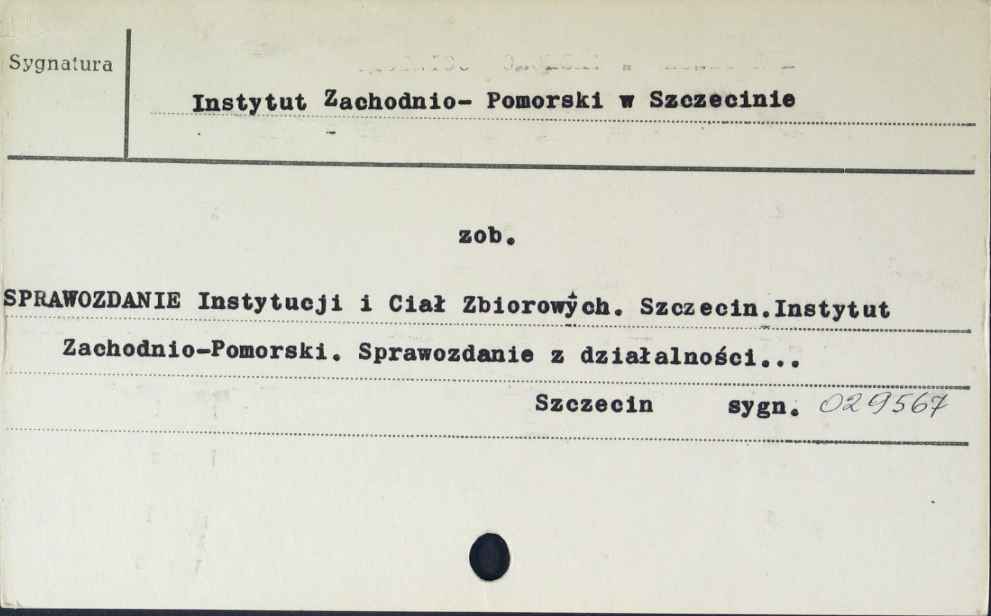 Sygnatura
Instytut Zachodnio- Pomorski w Szczecinie
zob.
SPRAWOZDANIE Instytucji i Ciał Zbiorowych. Szczecin.Instytut
Zachodnio-Pomorski. Sprawozdanie z działalności...
Szczecin sygn. 029567